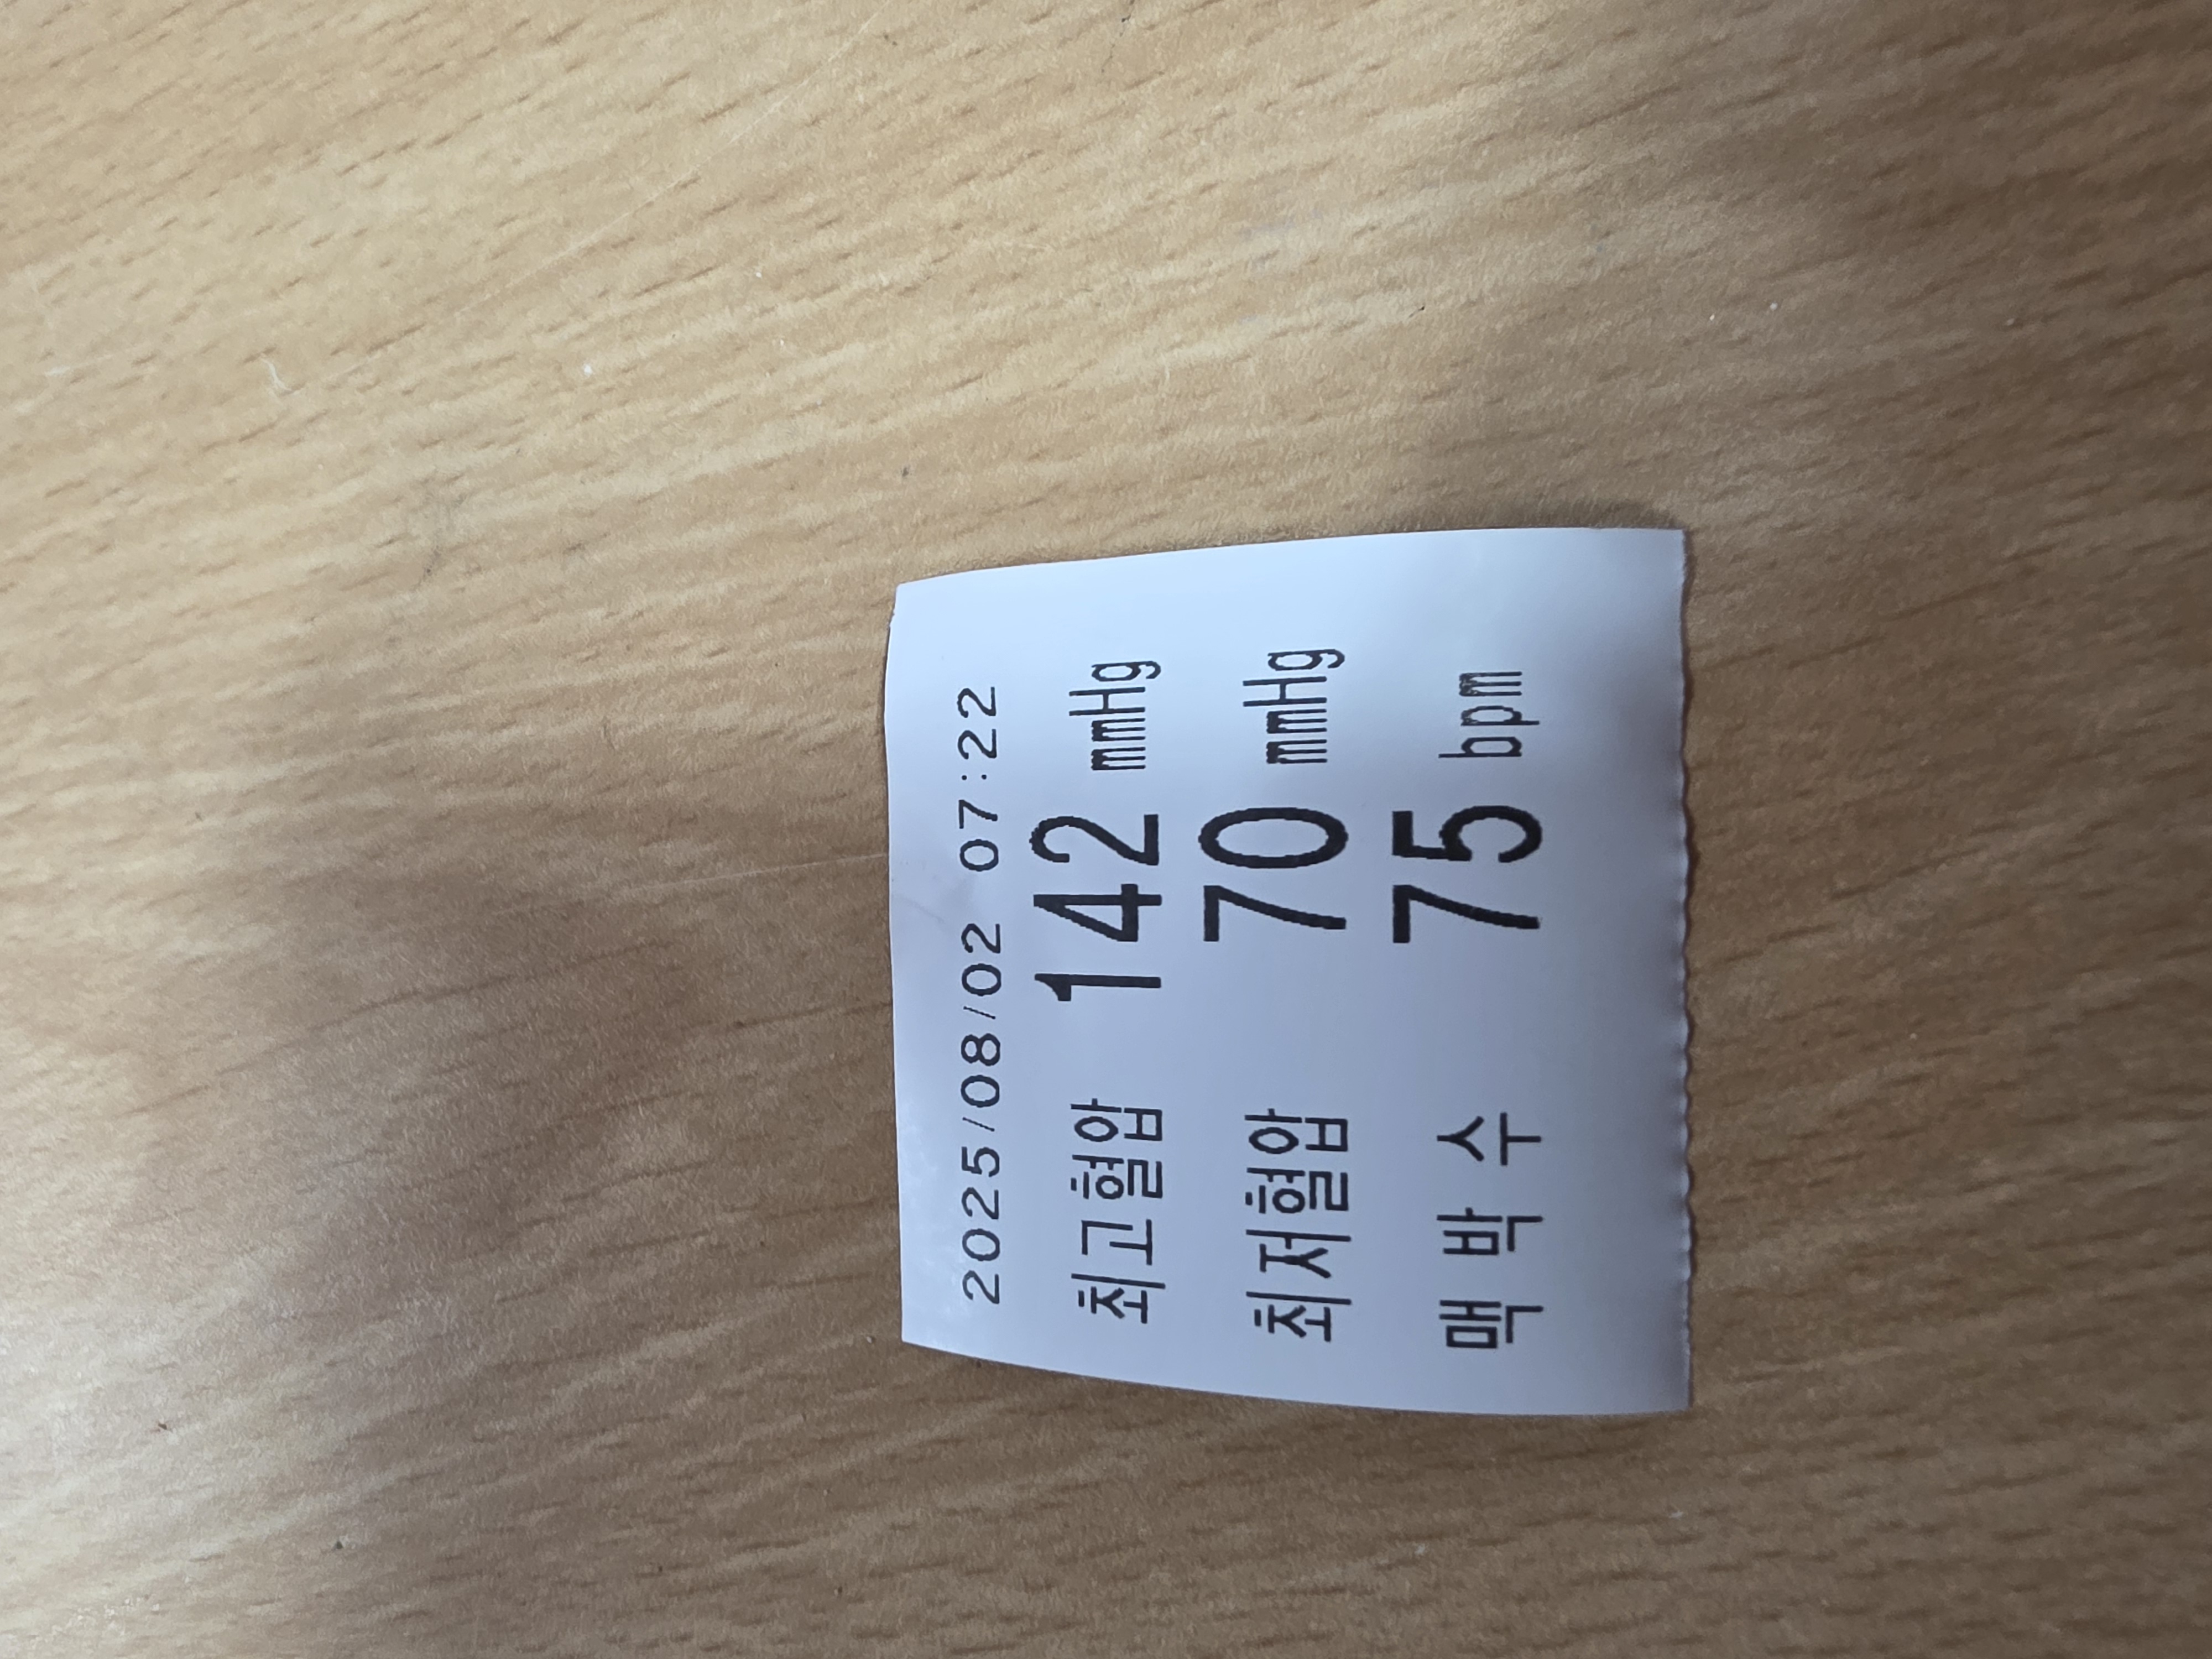 2025/08/02 07:22
최고혈압 142 mmHg
최저혈압 70 mmHg
맥 박 수 75 bpm